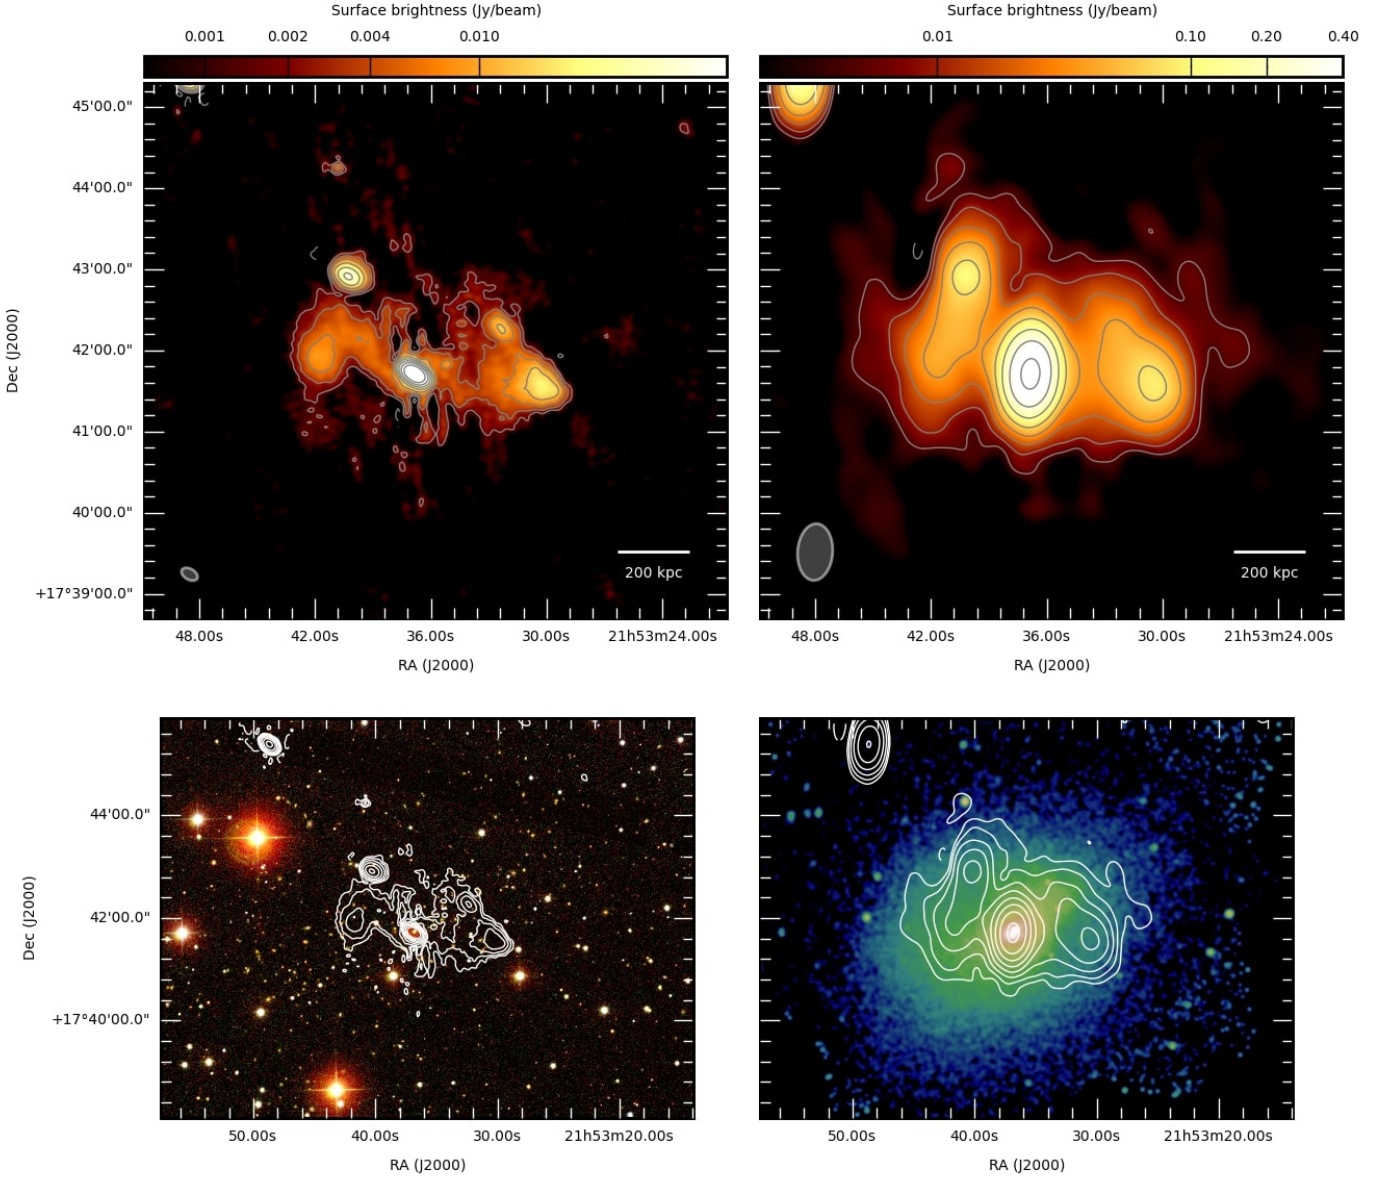 Surface brightness (Jy/beam)
0.001 0.002 0.004 0.010
45'00.0"
44'00.0"
43'00.0"
42'00.0"
41'00.0"
40'00.0"
+17°39'00.0"
Dec (J2000)
200 kpc
48.00s 42.00s 36.00s 30.00s 21h53m24.00s
RA (J2000)
Surface brightness (Jy/beam)
0.01 0.10 0.20 0.40
200 kpc
48.00s 42.00s 36.00s 30.00s 21h53m24.00s
RA (J2000)
44'00.0"
42'00.0"
+17°40'00.0"
Dec (J2000)
50.00s 40.00s 30.00s 21h53m20.00s
RA (J2000)
50.00s 40.00s 30.00s 21h53m20.00s
RA (J2000)